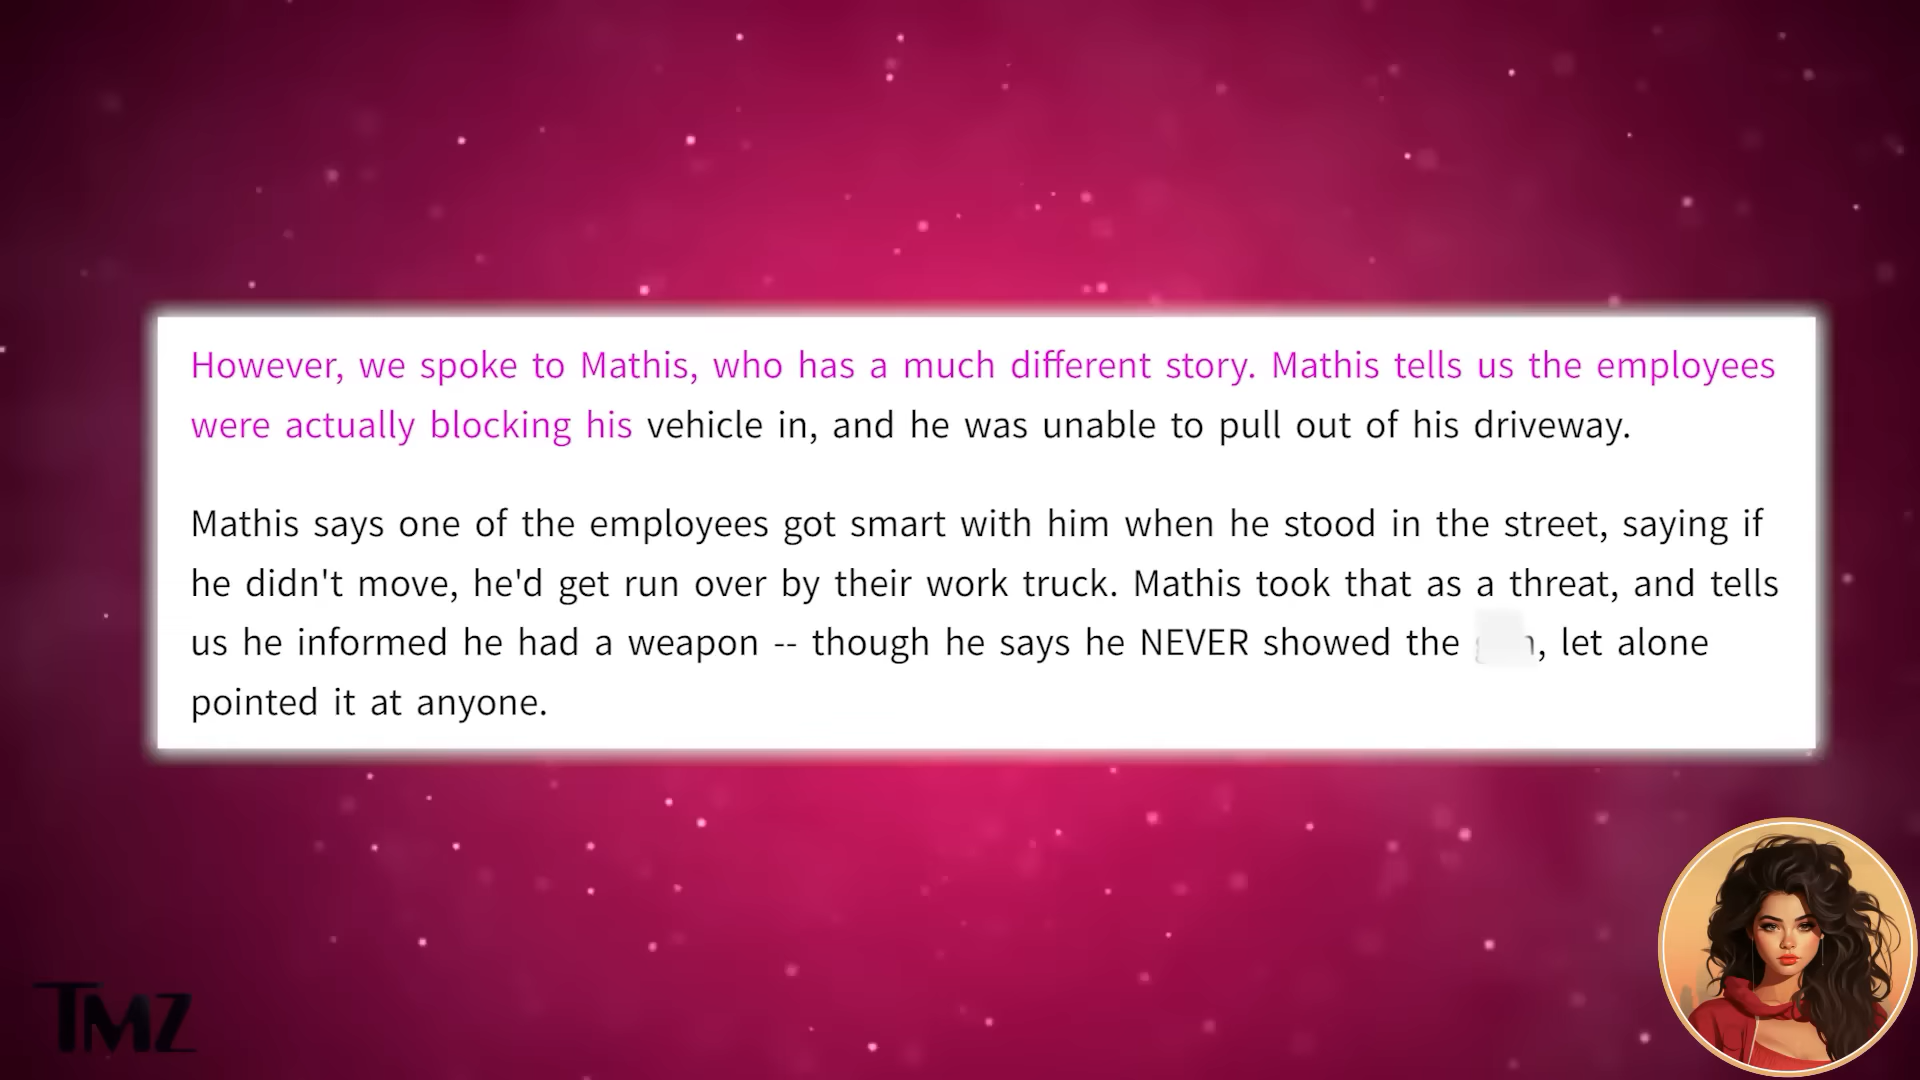 However, we spoke to Mathis, who has a much different story. Mathis tells us the employees
were actually blocking his vehicle in, and he was unable to pull out of his driveway.
Mathis says one of the employees got smart with him when he stood in the street, saying if
he didn't move, he'd get run over by their work truck. Mathis took that as a threat, and tells
us he informed he had a weapon -- though he says he NEVER showed the , let alone
pointed it at anyone.
TMZ